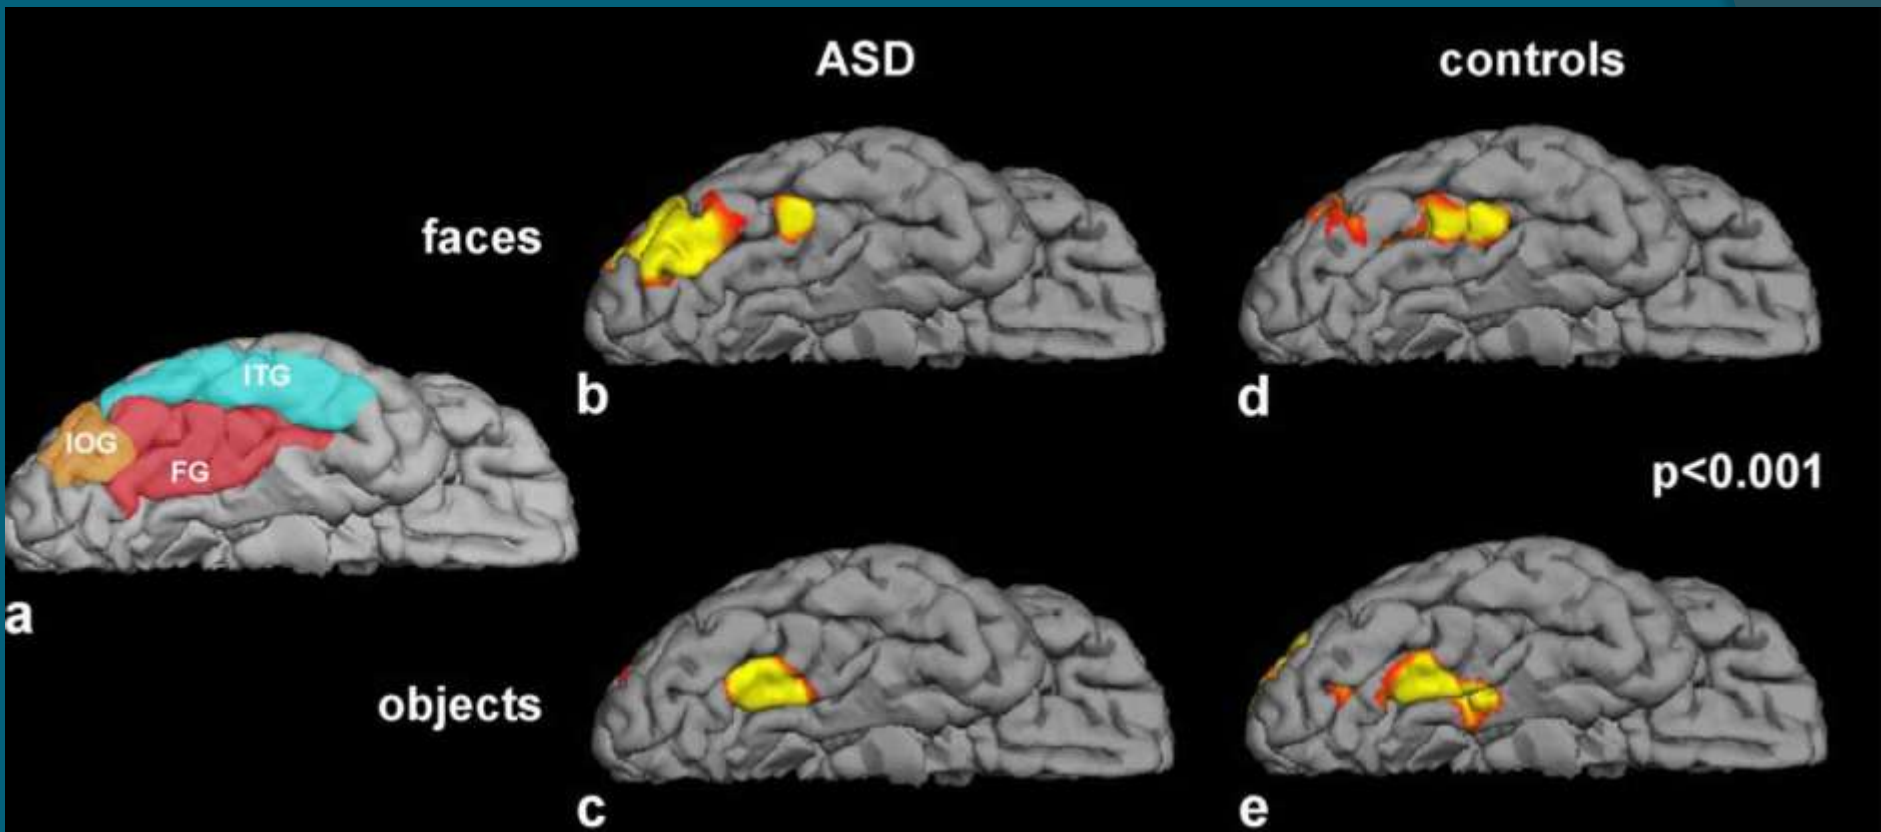 ASD
controls
faces
b
d
ITG
IOG
FG
p<0.001
a
objects
c
e